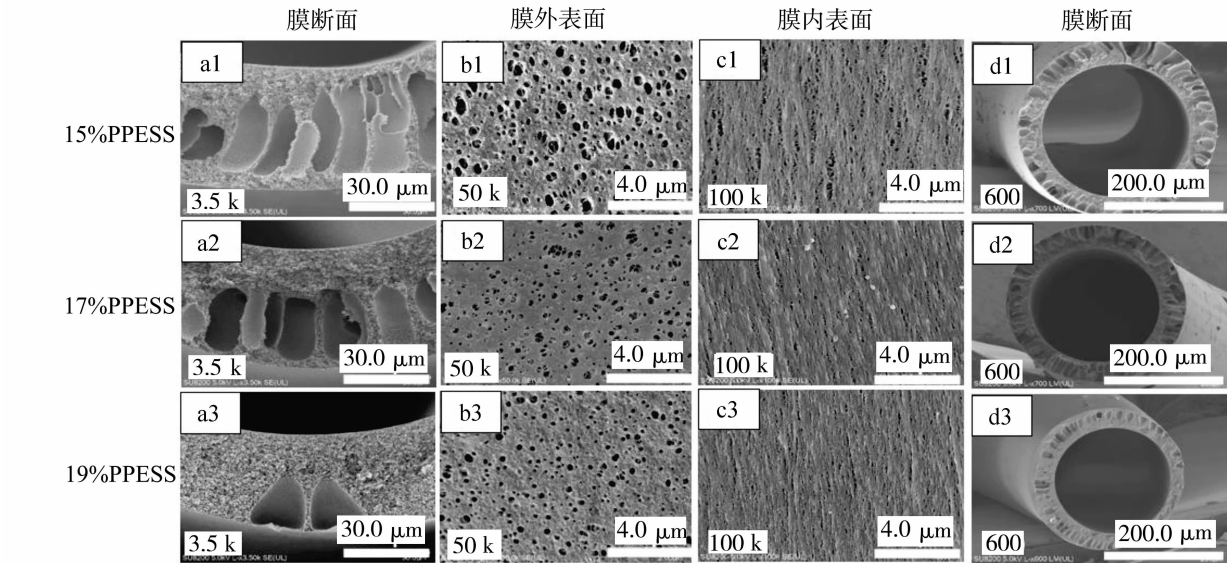 膜断面 膜外表面 膜内表面 膜断面
15%PPESS
a1 3.5 k 30.0 μm
b1 50 k 4.0 μm
c1 100 k 4.0 μm
d1 600 200.0 μm
17%PPESS
a2 3.5 k 30.0 μm
b2 50 k 4.0 μm
c2 100 k 4.0 μm
d2 600 200.0 μm
19%PPESS
a3 3.5 k 30.0 μm
b3 50 k 4.0 μm
c3 100 k 4.0 μm
d3 600 200.0 μm